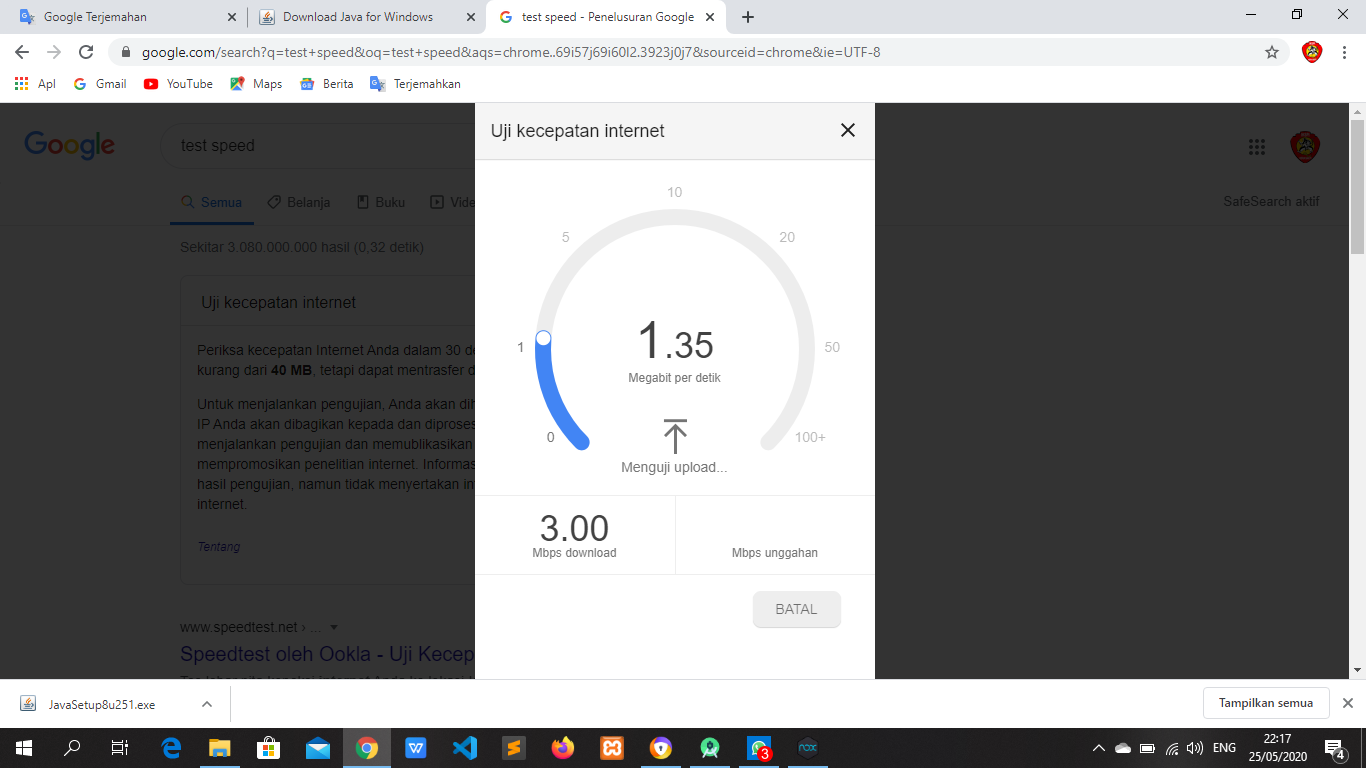 Google Terjemahan
Download Java for Windows
test speed - Penelusuran Google
google.com/search?q=test+speed&oq=test+speed&aqs=chrome..69i57j69i60l2.3923j0j7&sourceid=chrome&ie=UTF-8
Apl
Gmail
YouTube
Maps
Berita
Terjemahkan
Google
test speed
Semua
Belanja
Buku
Vide
SafeSearch aktif
Sekitar 3.080.000.000 hasil (0,32 detik)
Uji kecepatan internet
Periksa kecepatan Internet Anda dalam 30 de
kurang dari 40 MB, tetapi dapat mentrasfer d
Untuk menjalankan pengujian, Anda akan dih
IP Anda akan dibagikan kepada dan diproses
menjalankan pengujian dan memublikasikan
mempromosikan penelitian internet. Informas
hasil pengujian, namun tidak menyertakan in
internet.
Tentang
www.speedtest.net › ...
Speedtest oleh Ookla - Uji Kecep
Uji kecepatan internet
10
5
20
1
50
0
100+
1.35
Megabit per detik
Menguji upload...
3.00
Mbps download
Mbps unggahan
BATAL
JavaSetup8u251.exe
Tampilkan semua
3
nox
ENG
22:17
25/05/2020
4